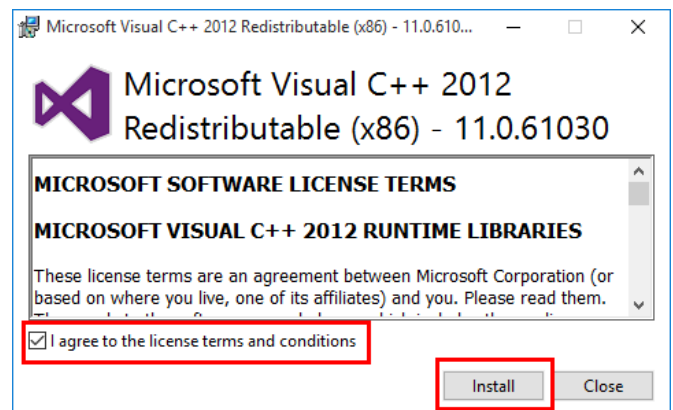 Microsoft Visual C++ 2012 Redistributable (x86) - 11.0.610...
Microsoft Visual C++ 2012
Redistributable (x86) - 11.0.61030
MICROSOFT SOFTWARE LICENSE TERMS
MICROSOFT VISUAL C++ 2012 RUNTIME LIBRARIES
These license terms are an agreement between Microsoft Corporation (or
based on where you live, one of its affiliates) and you. Please read them.
I agree to the license terms and conditions
Install Close